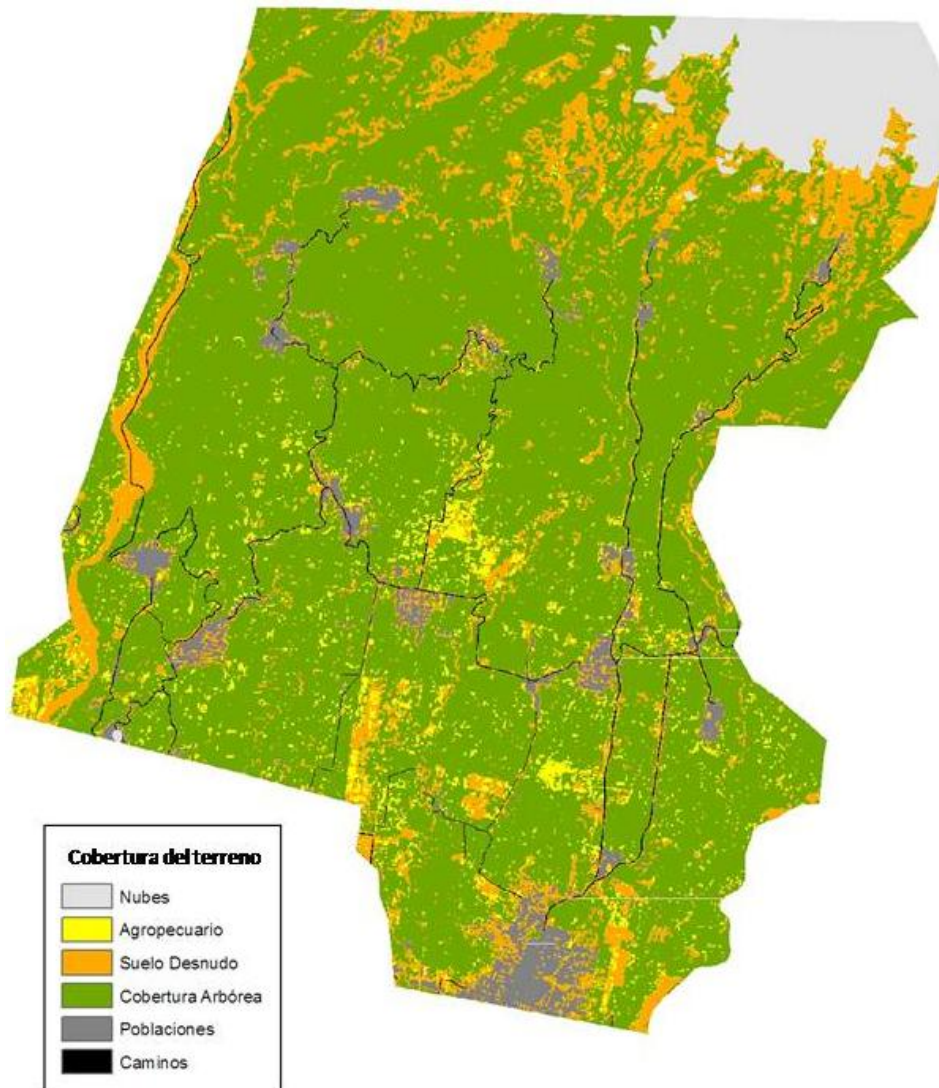 Cobertura del terreno
Nubes
Agropecuario
Suelo Desnudo
Cobertura Arbórea
Poblaciones
Caminos